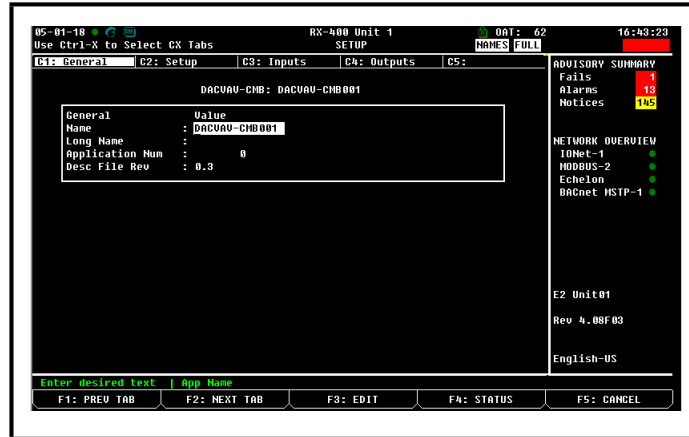 05-01-18 RX-400 Unit 1 OAT: 62 16:43:23
Use Ctrl-X to Select CX Tabs SETUP NAMES FULL
C1: General C2: Setup C3: Inputs C4: Outputs C5: ADVISORY SUMMARY
Fails 1
DACVAV-CMB: DACVAV-CMB001 Alarms 13
Notices 145
General Value
Name : DACVAV-CMB001
Long Name : NETWORK OVERVIEW
Application Num : 0 IONet-1
Desc File Rev : 0.3 MODBUS-2
Echelon
BACnet MSTP-1
E2 Unit01
Rev 4.08F03
English-US
Enter desired text | App Name
F1: PREV TAB F2: NEXT TAB F3: EDIT F4: STATUS F5: CANCEL